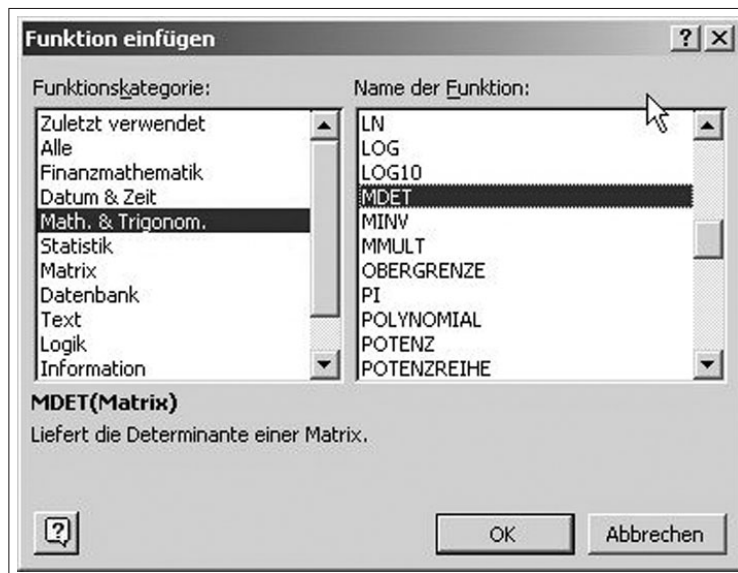 Funktion einfügen
Funktionskategorie:
Zuletzt verwendet
Alle
Finanzmathematik
Datum & Zeit
Math. & Trigonom.
Statistik
Matrix
Datenbank
Text
Logik
Information
Name der Funktion:
LN
LOG
LOG10
MDET
MINV
MMULT
OBERGRENZE
PI
POLYNOMIAL
POTENZ
POTENZREIHE
MDET(Matrix)
Liefert die Determinante einer Matrix.
OK
Abbrechen